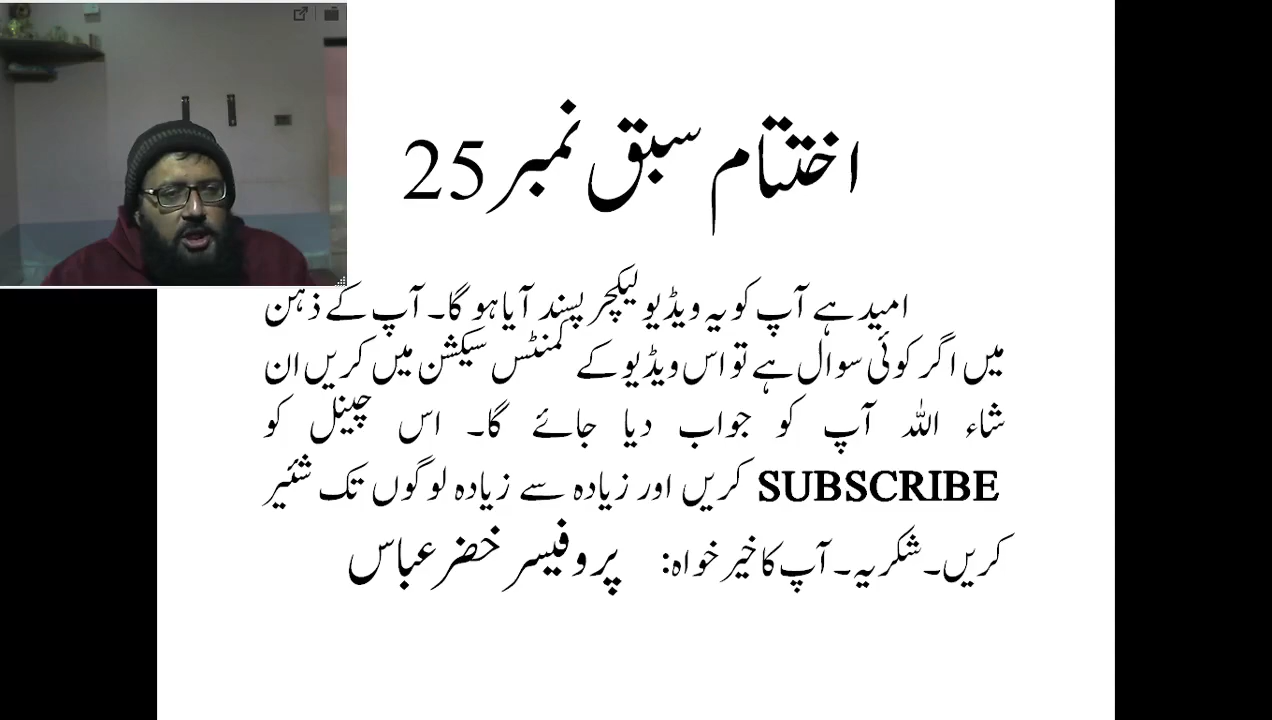 اختتام سبق نمبر 25
امید ہے آپ کو یہ ویڈیو لیکچر پسند آیا ہو گا۔ آپ کے ذہن
میں اگر کوئی سوال ہے تو اس ویڈیو کے کمنٹس سیکشن میں کریں ان
شاء اللہ آپ کو جواب دیا جائے گا۔ اس چینل کو
SUBSCRIBE کریں اور زیادہ سے زیادہ لوگوں تک شئیر
کریں۔ شکریہ۔ آپ کا خیر خواہ: پروفیسر خضر عباس